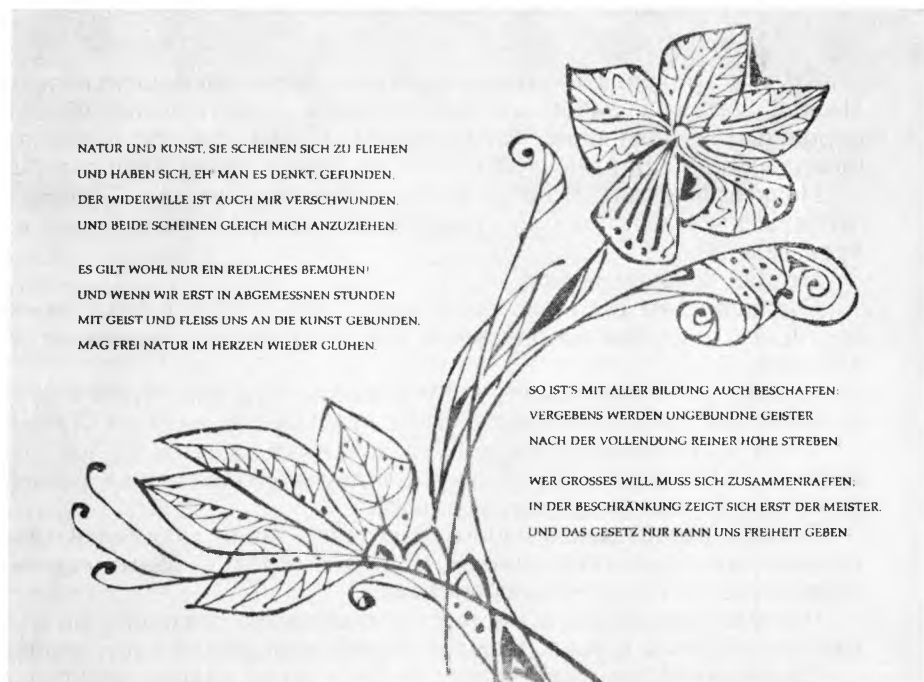 NATUR UND KUNST, SIE SCHEINEN SICH ZU FLIEHEN
UND HABEN SICH, EH' MAN ES DENKT, GEFUNDEN.
DER WIDERWILLE IST AUCH MIR VERSCHWUNDEN.
UND BEIDE SCHEINEN GLEICH MICH ANZUZIEHEN.
ES GILT WOHL NUR EIN REDLICHES BEMÜHEN!
UND WENN WIR ERST IN ABGEMESSNEN STUNDEN
MIT GEIST UND FLEISS UNS AN DIE KUNST GEBUNDEN,
MAG FREI NATUR IM HERZEN WIEDER GLÜHEN.
SO IST'S MIT ALLER BILDUNG AUCH BESCHAFFEN:
VERGEBENS WERDEN UNGEBUNDNE GEISTER
NACH DER VOLLENDUNG REINER HÖHE STREBEN.
WER GROSSES WILL, MUSS SICH ZUSAMMENRAFFEN;
IN DER BESCHRÄNKUNG ZEIGT SICH ERST DER MEISTER,
UND DAS GESETZ NUR KANN UNS FREIHEIT GEBEN.